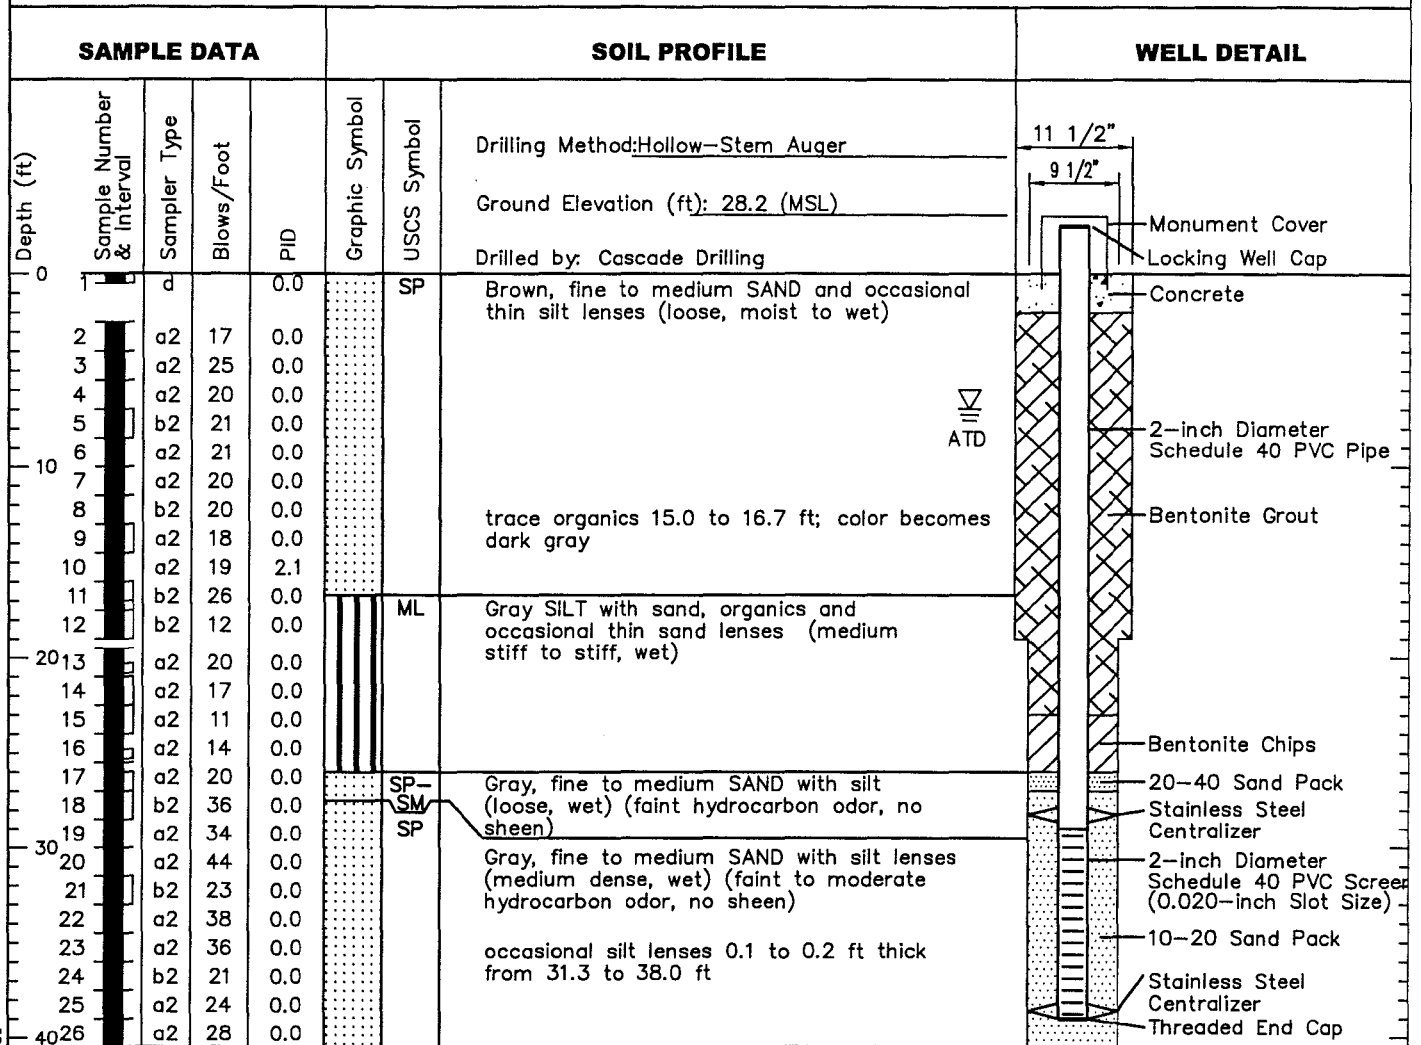 SAMPLE DATA
SOIL PROFILE
WELL DETAIL
Depth (ft)
Sample Number
& Interval
Sampler Type
Blows/Foot
PID
Graphic Symbol
USCS Symbol
Drilling Method:Hollow-Stem Auger
Ground Elevation (ft): 28.2 (MSL)
Drilled by: Cascade Drilling
11 1/2"
9 1/2"
Monument Cover
Locking Well Cap
Concrete
2-inch Diameter
Schedule 40 PVC Pipe
Bentonite Grout
Bentonite Chips
20-40 Sand Pack
Stainless Steel
Centralizer
2-inch Diameter
Schedule 40 PVC Screen
(0.020-inch Slot Size)
10-20 Sand Pack
Stainless Steel
Centralizer
Threaded End Cap
0
1 d 0.0
2 a2 17 0.0
3 a2 25 0.0
4 a2 20 0.0
5 b2 21 0.0
6 a2 21 0.0
10
7 a2 20 0.0
8 b2 20 0.0
9 a2 18 0.0
10 a2 19 2.1
11 b2 26 0.0
12 b2 12 0.0
20
13 a2 20 0.0
14 a2 17 0.0
15 a2 11 0.0
16 a2 14 0.0
17 a2 20 0.0
18 b2 36 0.0
19 a2 34 0.0
30
20 a2 44 0.0
21 b2 23 0.0
22 a2 38 0.0
23 a2 36 0.0
24 b2 21 0.0
25 a2 24 0.0
40
26 a2 28 0.0
SP
Brown, fine to medium SAND and occasional
thin silt lenses (loose, moist to wet)
ATD
trace organics 15.0 to 16.7 ft; color becomes
dark gray
ML
Gray SILT with sand, organics and
occasional thin sand lenses (medium
stiff to stiff, wet)
SP-
SM
Gray, fine to medium SAND with silt
(loose, wet) (faint hydrocarbon odor, no
sheen)
SP
Gray, fine to medium SAND with silt lenses
(medium dense, wet) (faint to moderate
hydrocarbon odor, no sheen)
occasional silt lenses 0.1 to 0.2 ft thick
from 31.3 to 38.0 ft